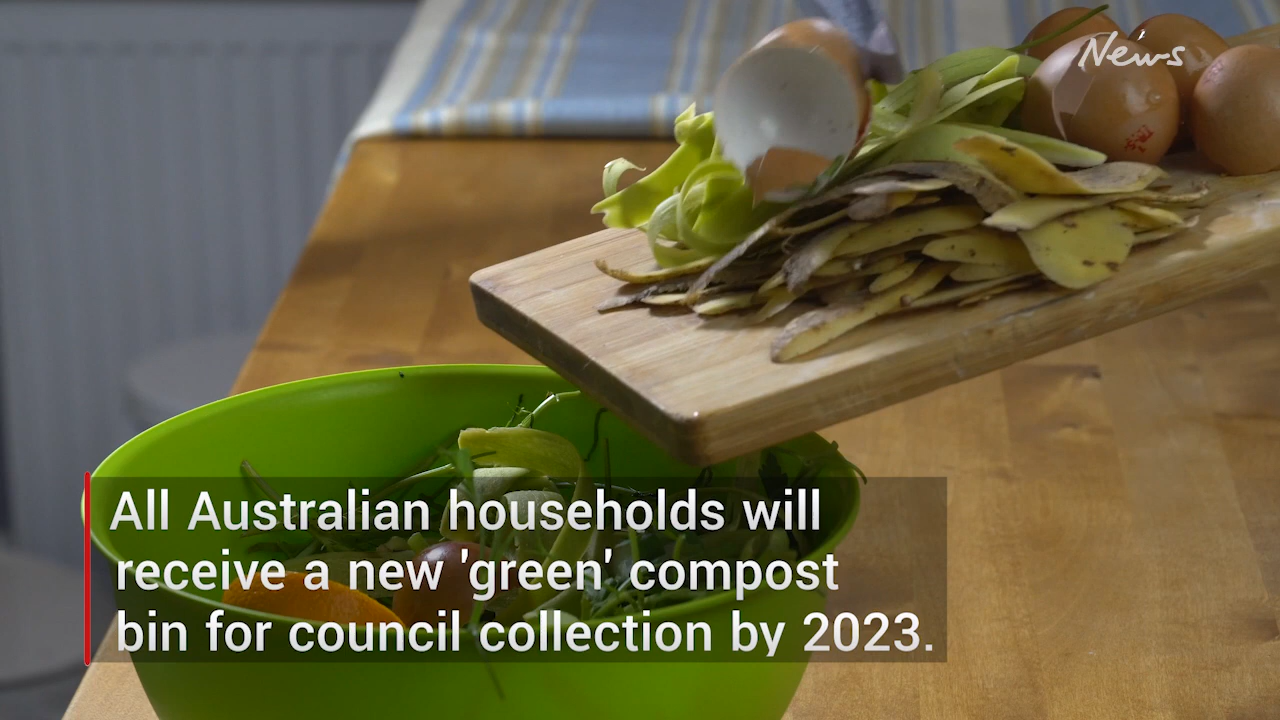 News
All Australian households will
receive a new 'green' compost
bin for council collection by 2023.